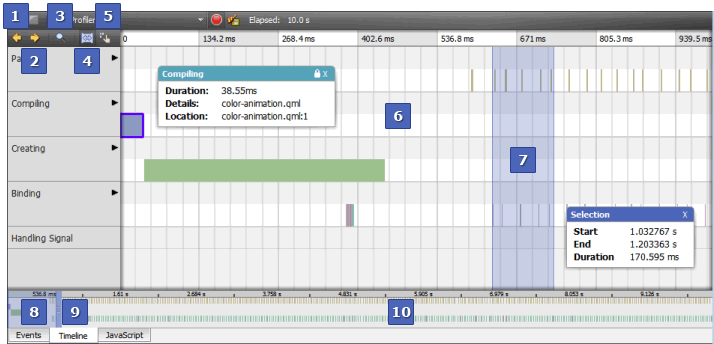 1 3 Profiler 5 Elapsed: 10.0 s
0 134.2 ms 268.4 ms 402.6 ms 536.8 ms 671 ms 805.3 ms 939.5 ms
2 4
Pa
Compiling
Creating
Binding
Handling Signal
Compiling X
Duration: 38.55ms
Details: color-animation.qml
Location: color-animation.qml:1
6
7
Selection X
Start 1.032767 s
End 1.203363 s
Duration 170.595 ms
536.8 ms 1.61 s 2.684 s 3.758 s 4.831 s 5.905 s 6.979 s 8.053 s 9.126 s
8 9 10
Events Timeline JavaScript